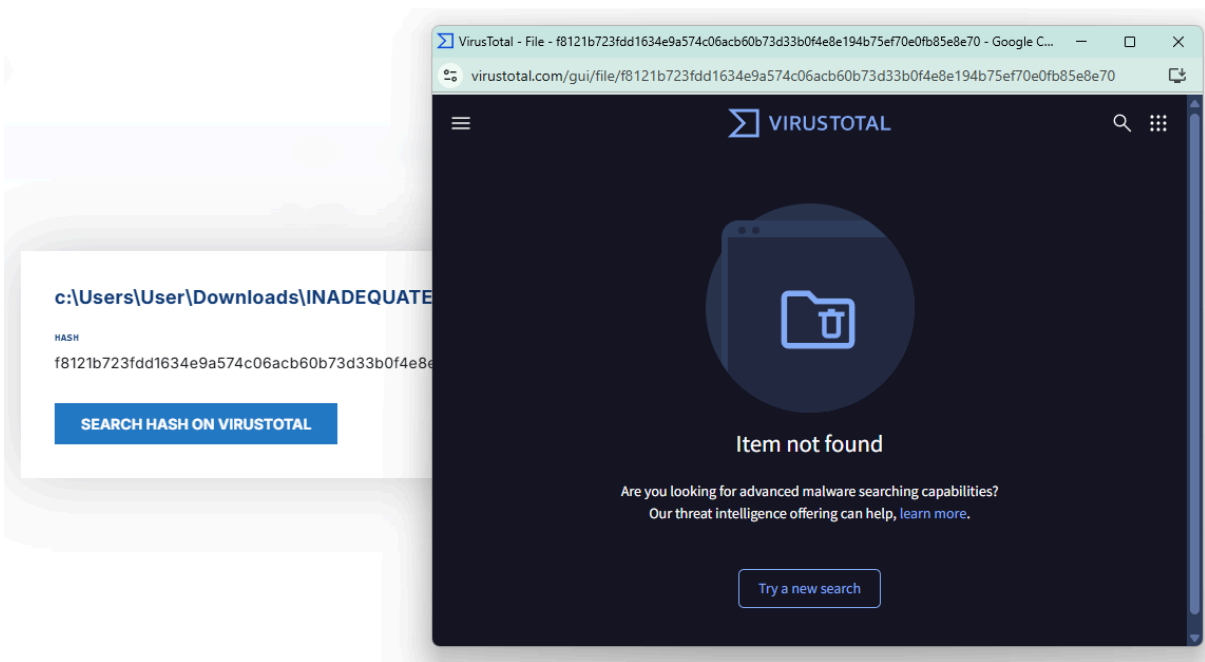 VirusTotal - File - f8121b723fdd1634e9a574c06acb60b73d33b0f4e8e194b75ef70e0fb85e8e70 - Google C...
virustotal.com/gui/file/f8121b723fdd1634e9a574c06acb60b73d33b0f4e8e194b75ef70e0fb85e8e70
VIRUSTOTAL
c:\Users\User\Downloads\INADEQUATE
HASH
f8121b723fdd1634e9a574c06acb60b73d33b0f4e8e
SEARCH HASH ON VIRUSTOTAL
Item not found
Are you looking for advanced malware searching capabilities?
Our threat intelligence offering can help, learn more.
Try a new search